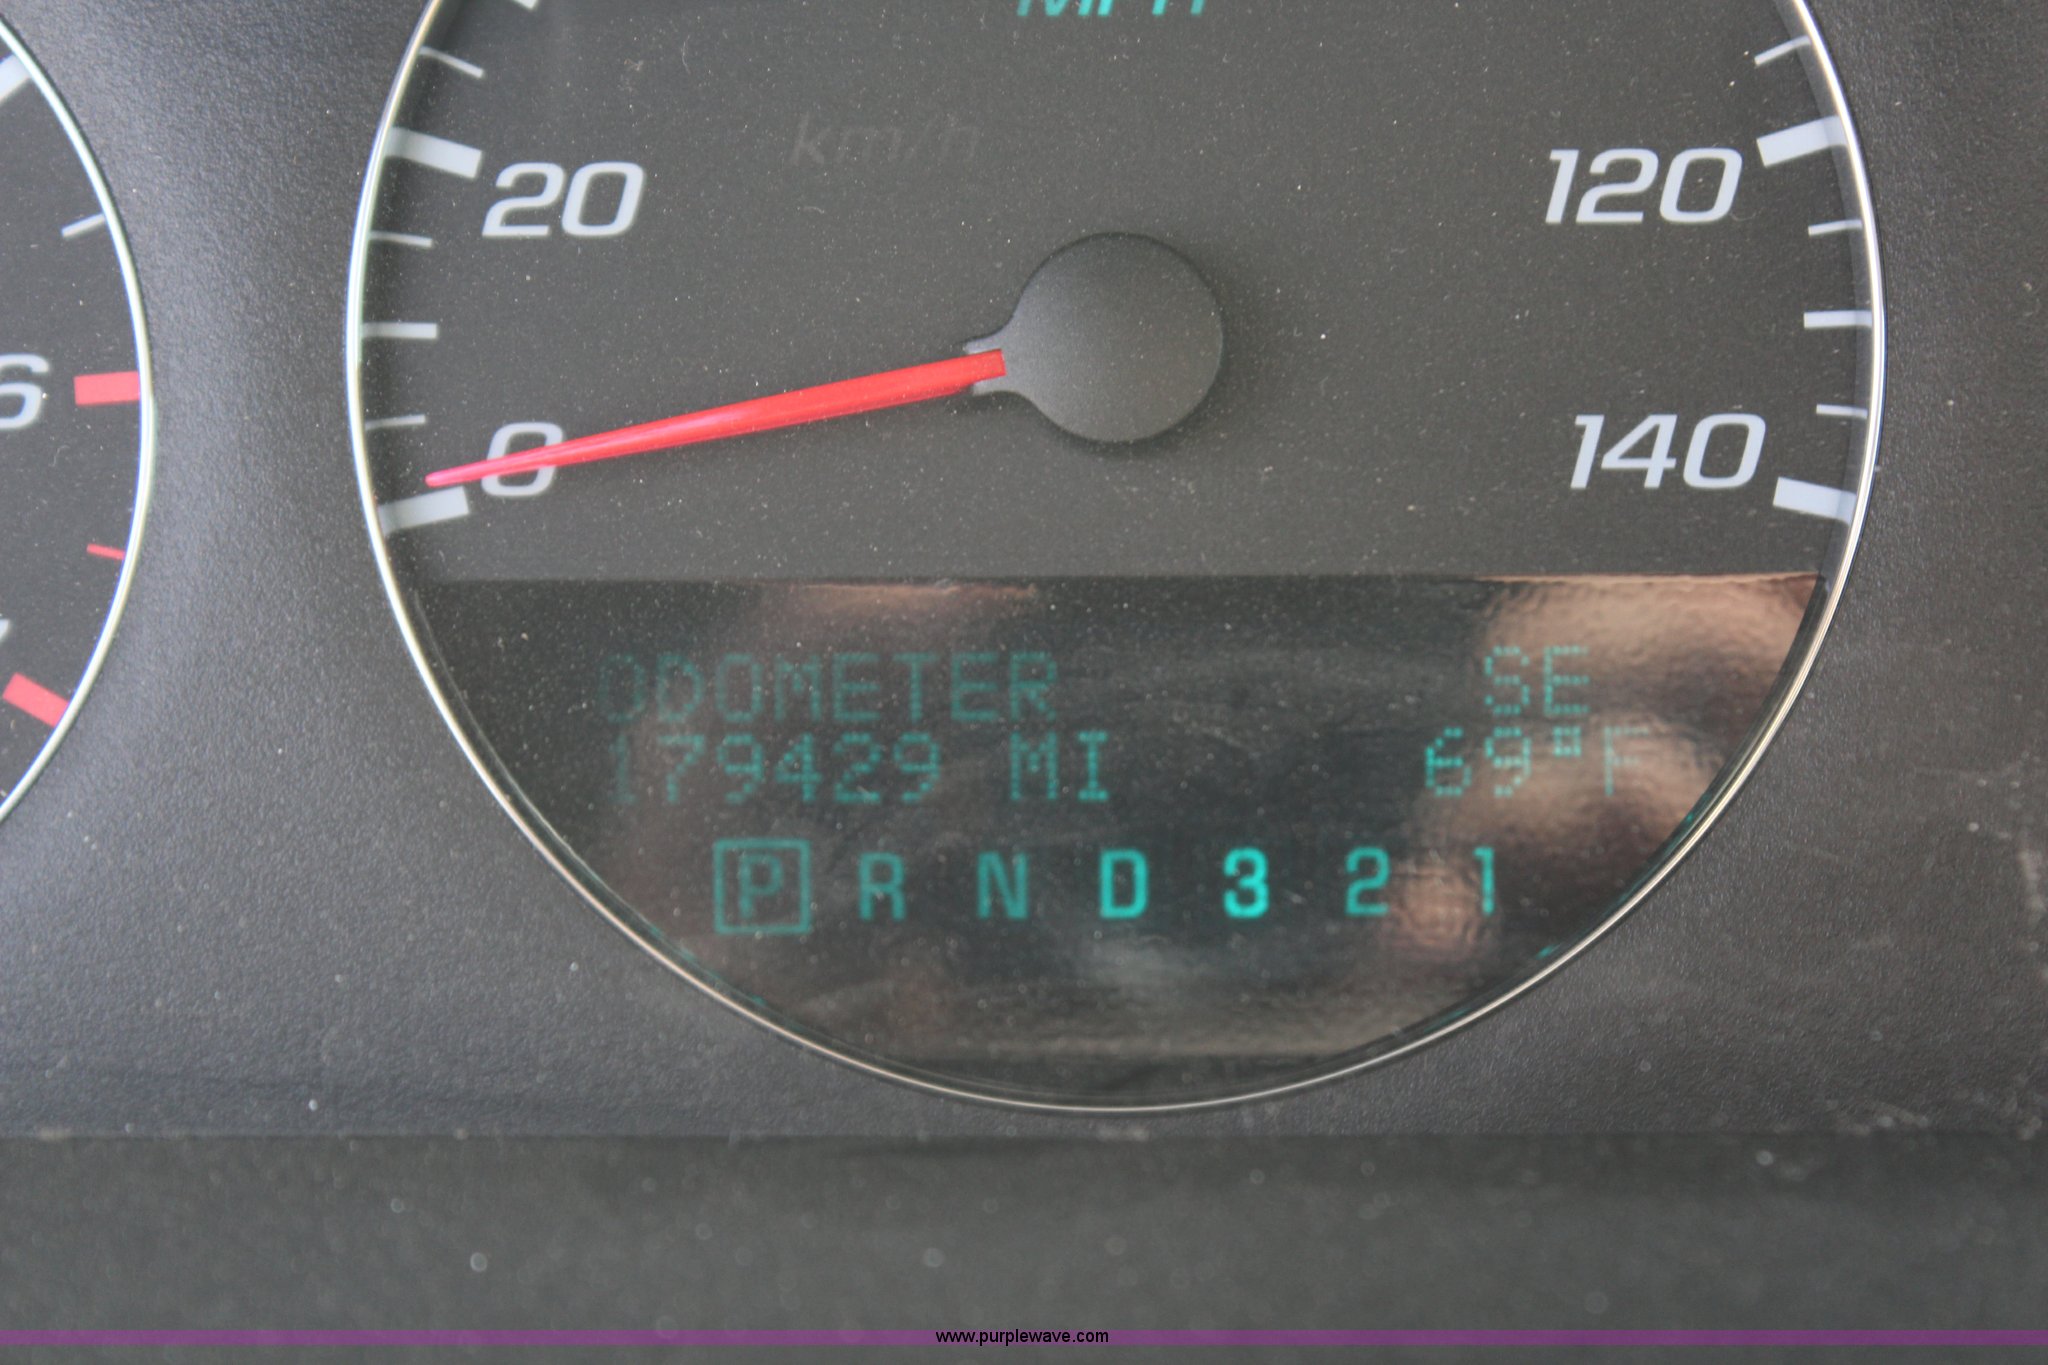 MPH
km/h
20
120
0
140
6
ODOMETER SE
179429 MI 69°F
P R N D 3 2 1
www.purplewave.com